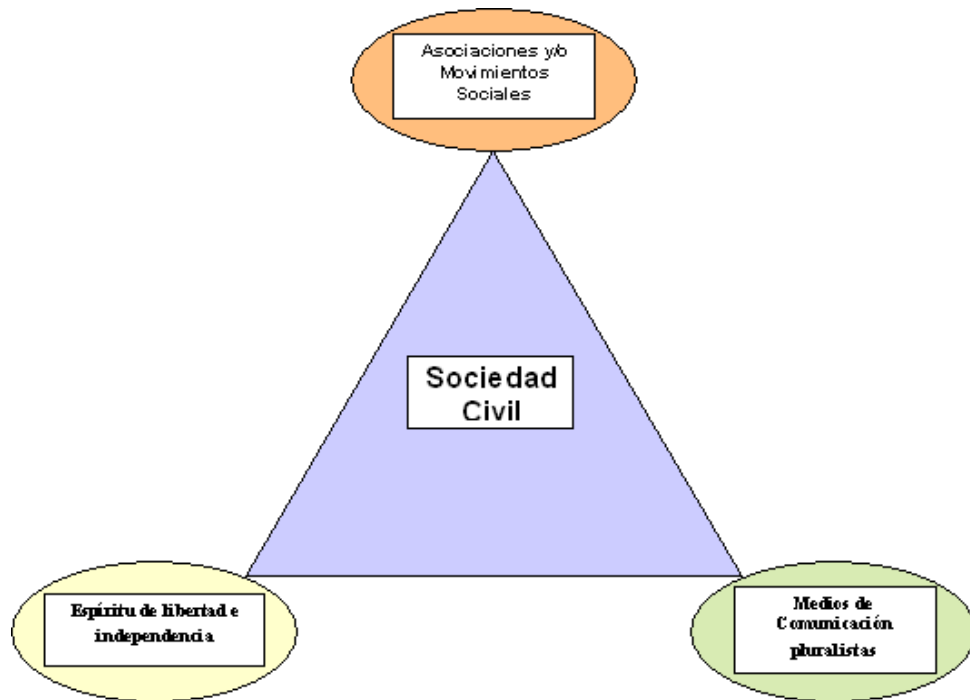 Asociaciones y/o
Movimientos
Sociales
Sociedad
Civil
Espíritu de libertad e
independencia
Medios de
Comunicación
pluralistas